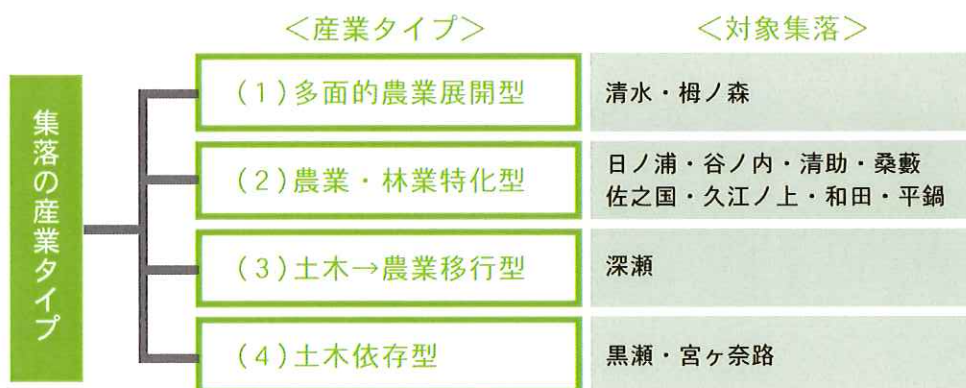 ＜産業タイプ＞
＜対象集落＞
集落の産業タイプ
(1)多面的農業展開型
清水・栂ノ森
(2)農業・林業特化型
日ノ浦・谷ノ内・清助・桑藪
佐之国・久江ノ上・和田・平鍋
(3)土木→農業移行型
深瀬
(4)土木依存型
黒瀬・宮ヶ奈路